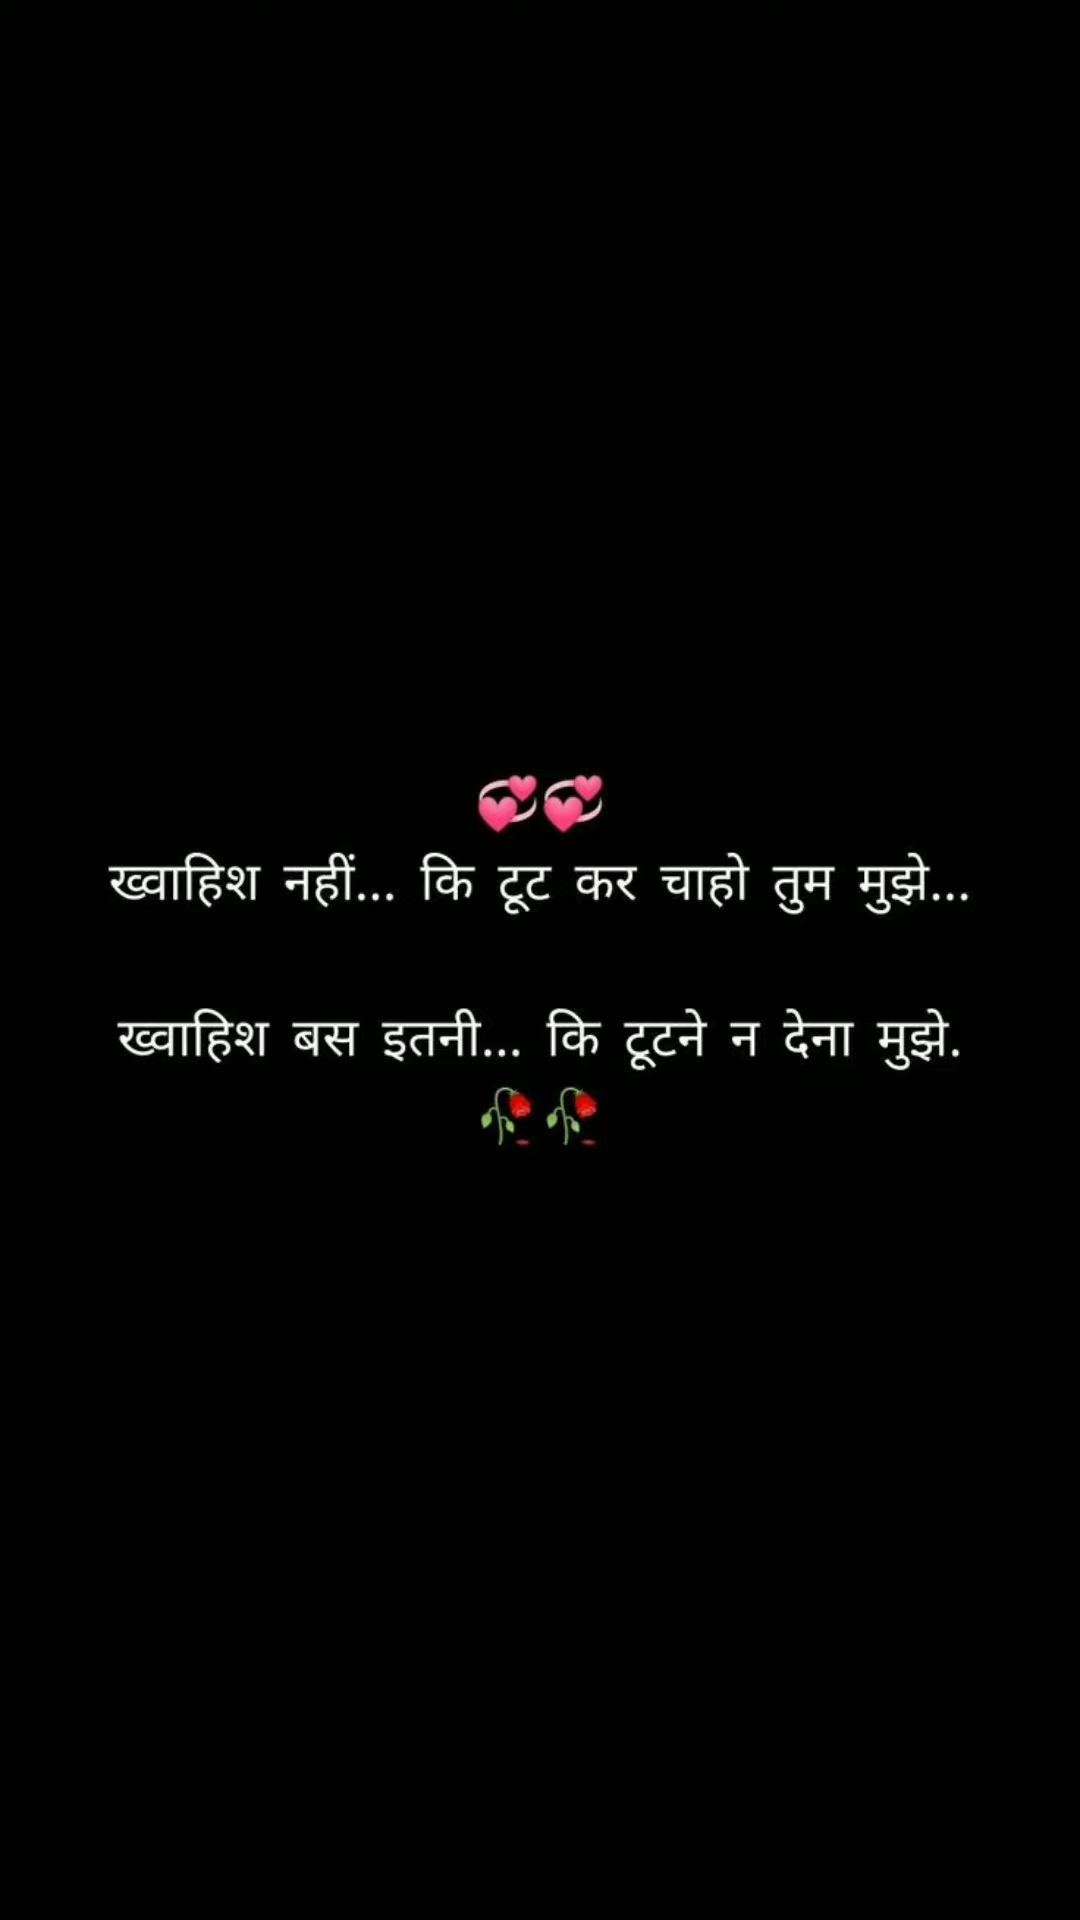 💞💞
ख्वाहिश नहीं... कि टूट कर चाहो तुम मुझे...
ख्वाहिश बस इतनी... कि टूटने न देना मुझे.
🥀🥀